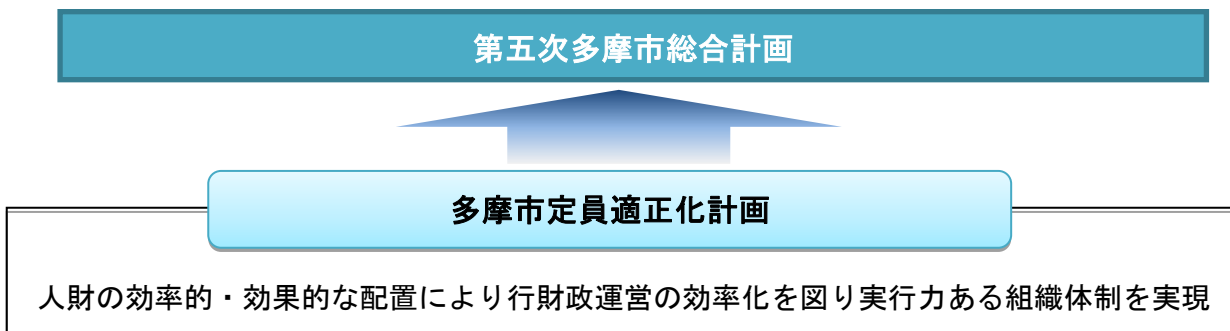 第五次多摩市総合計画
多摩市定員適正化計画
人財の効率的・効果的な配置により行財政運営の効率化を図り実行力ある組織体制を実現